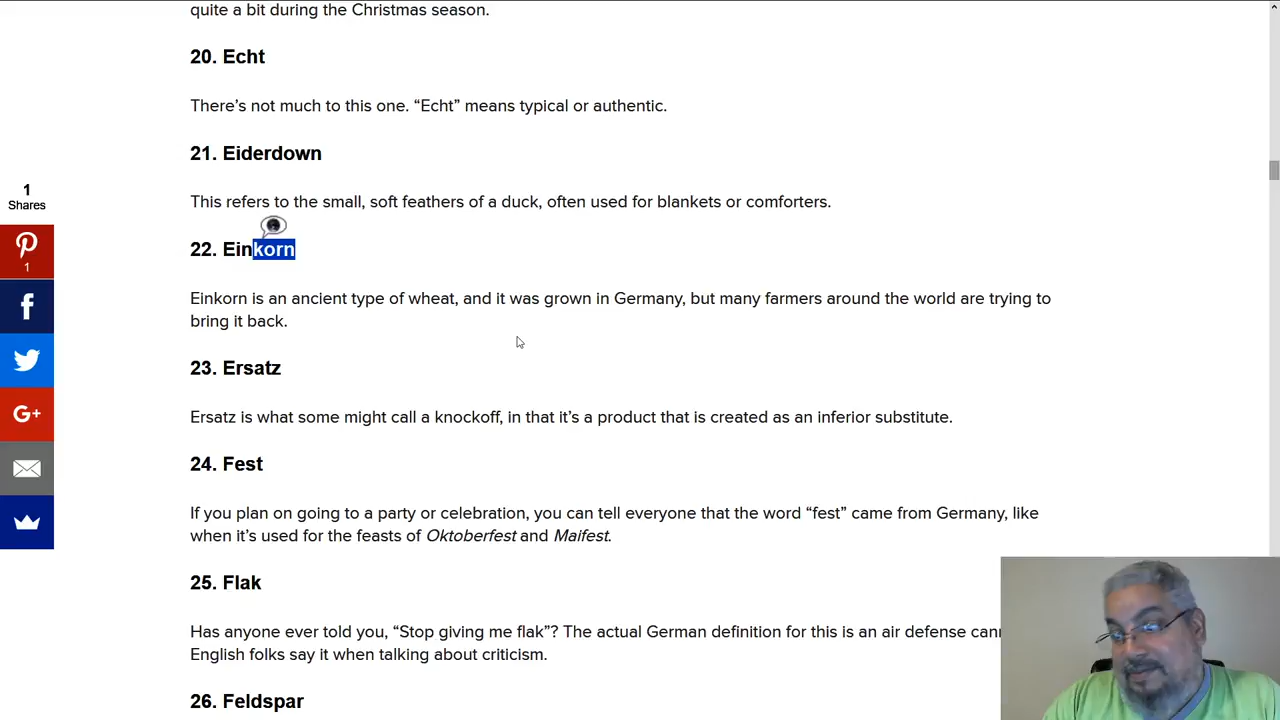 quite a bit during the Christmas season.
20. Echt
There’s not much to this one. “Echt” means typical or authentic.
21. Eiderdown
This refers to the small, soft feathers of a duck, often used for blankets or comforters.
1
Shares
22. Einkorn
1
Einkorn is an ancient type of wheat, and it was grown in Germany, but many farmers around the world are trying to
bring it back.
23. Ersatz
G+
Ersatz is what some might call a knockoff, in that it’s a product that is created as an inferior substitute.
24. Fest
If you plan on going to a party or celebration, you can tell everyone that the word “fest” came from Germany, like
when it’s used for the feasts of Oktoberfest and Maifest.
25. Flak
Has anyone ever told you, “Stop giving me flak”? The actual German definition for this is an air defense
English folks say it when talking about criticism.
26. Feldspar